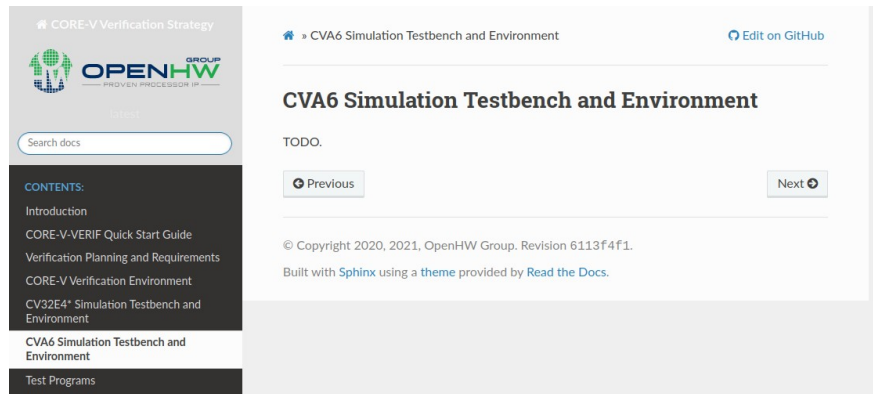 CORE-V Verification Strategy
OPENHW
GROUP
PROVEN PROCESSOR IP
latest
Search docs
CONTENTS:
Introduction
CORE-V-VERIF Quick Start Guide
Verification Planning and Requirements
CORE-V Verification Environment
CV32E4* Simulation Testbench and
Environment
CVA6 Simulation Testbench and
Environment
Test Programs
» CVA6 Simulation Testbench and Environment
Edit on GitHub
CVA6 Simulation Testbench and Environment
TODO.
Previous
Next
© Copyright 2020, 2021, OpenHW Group. Revision 6113f4f1.
Built with Sphinx using a theme provided by Read the Docs.